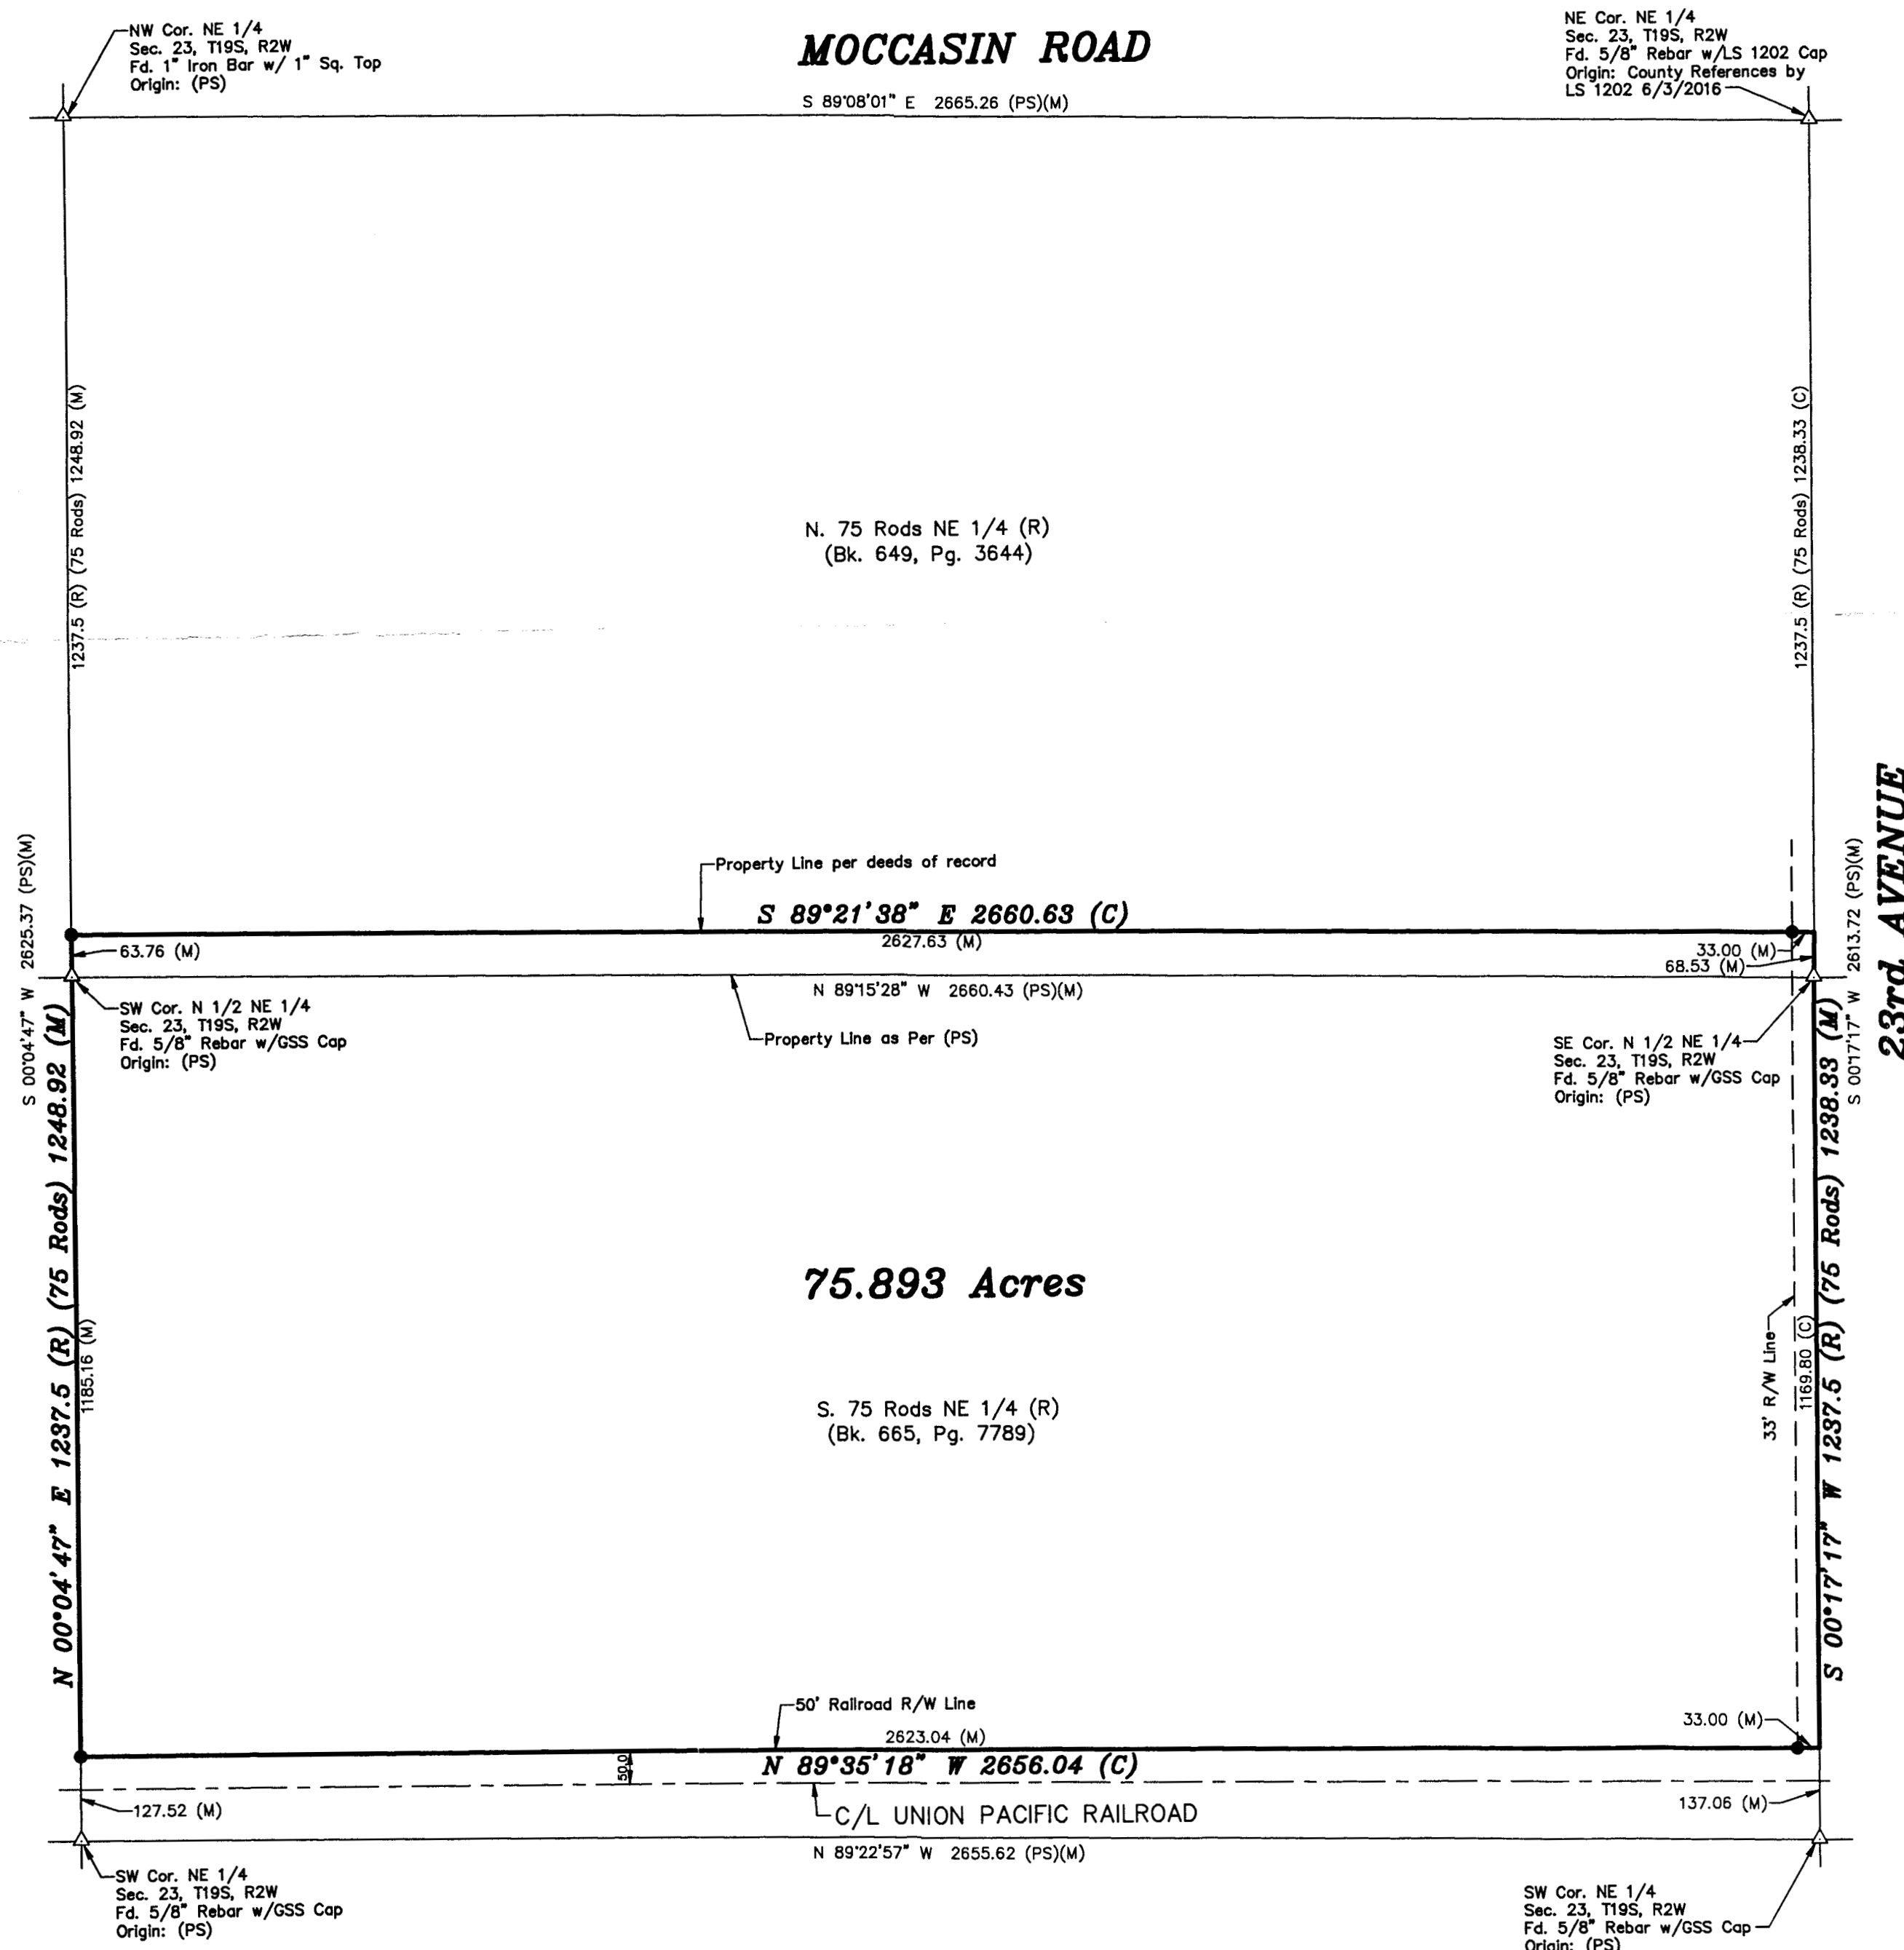 NW Cor. NE 1/4
Sec. 23, T19S, R2W
Fd. 1" Iron Bar w/ 1" Sq. Top
Origin: (PS)
MOCCASIN ROAD
NE Cor. NE 1/4
Sec. 23, T19S, R2W
Fd. 5/8" Rebar w/LS 1202 Cap
Origin: County References by
LS 1202 6/3/2016
S 89°08'01" E 2665.26 (PS)(M)
1237.5 (R) (75 Rods) 1248.92 (M)
1237.5 (R) (75 Rods) 1238.33 (C)
N. 75 Rods NE 1/4 (R)
(Bk. 649, Pg. 3644)
23rd AVENUE
S 00°04'47" W 2625.37 (PS)(M)
S 00°17'17" W 2613.72 (PS)(M)
Property Line per deeds of record
S 89°21'38" E 2660.63 (C)
2627.63 (M)
63.76 (M)
33.00 (M)
68.53 (M)
N 89°15'28" W 2660.43 (PS)(M)
Property Line as Per (PS)
SW Cor. N 1/2 NE 1/4
Sec. 23, T19S, R2W
Fd. 5/8" Rebar w/GSS Cap
Origin: (PS)
SE Cor. N 1/2 NE 1/4
Sec. 23, T19S, R2W
Fd. 5/8" Rebar w/GSS Cap
Origin: (PS)
N 00°04'47" E 1237.5 (R) (75 Rods) 1248.92 (M)
1185.16 (M)
75.893 Acres
S. 75 Rods NE 1/4 (R)
(Bk. 665, Pg. 7789)
33' R/W Line
1169.80 (C)
S 00°17'17" W 1237.5 (R) (75 Rods) 1238.33 (M)
50' Railroad R/W Line
2623.04 (M)
33.00 (M)
50.0
N 89°35'18" W 2656.04 (C)
127.52 (M)
C/L UNION PACIFIC RAILROAD
137.06 (M)
N 89°22'57" W 2655.62 (PS)(M)
SW Cor. NE 1/4
Sec. 23, T19S, R2W
Fd. 5/8" Rebar w/GSS Cap
Origin: (PS)
SW Cor. NE 1/4
Sec. 23, T19S, R2W
Fd. 5/8" Rebar w/GSS Cap
Origin: (PS)